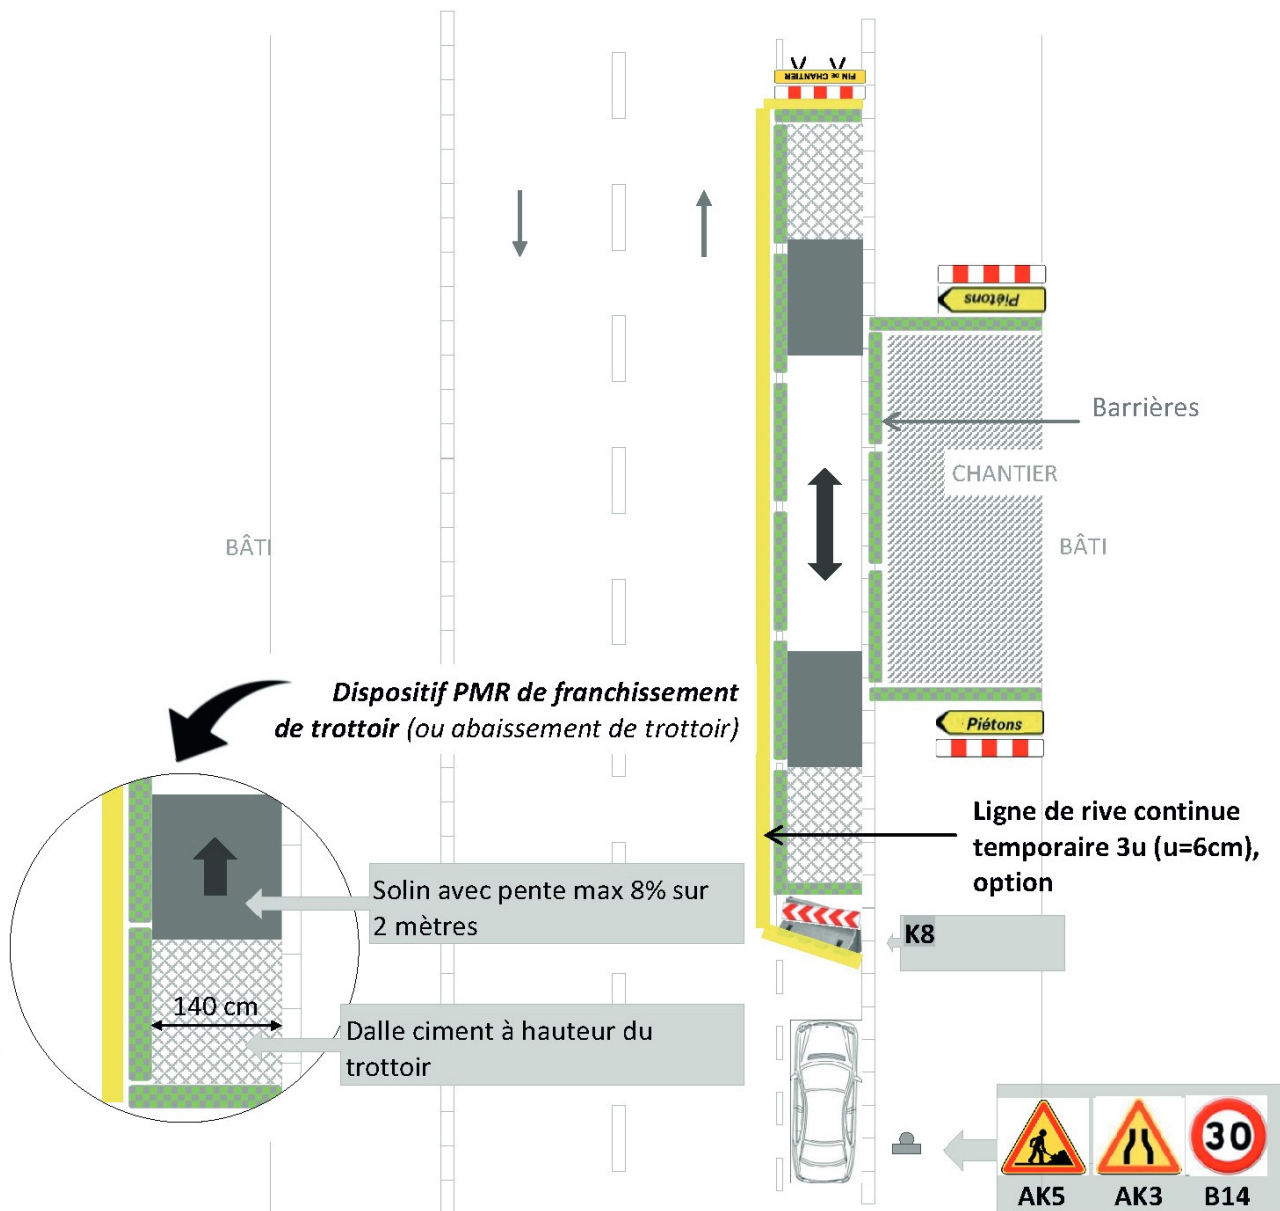 FIN DE CHANTIER
Piétons
Barrières
CHANTIER
BÂTI
BÂTI
Dispositif PMR de franchissement
de trottoir (ou abaissement de trottoir)
Piétons
Ligne de rive continue
temporaire 3u (u=6cm),
option
Solin avec pente max 8% sur
2 mètres
K8
140 cm
Dalle ciment à hauteur du
trottoir
30
AK5
AK3
B14